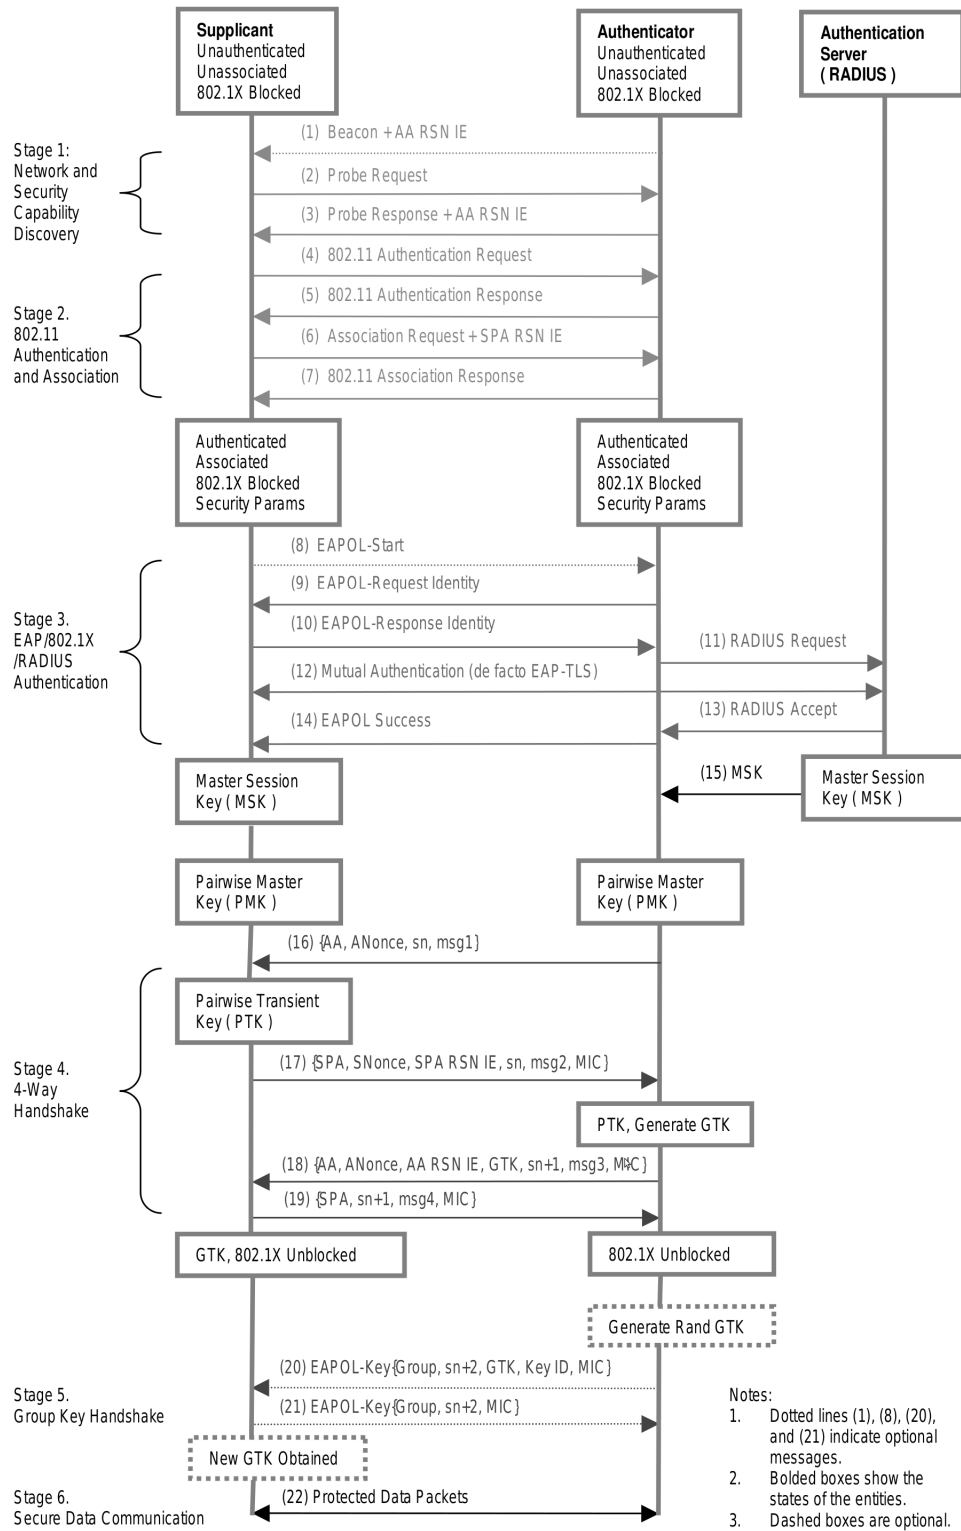 Supplicant
Unauthenticated
Unassociated
802.1X Blocked
Authenticator
Unauthenticated
Unassociated
802.1X Blocked
Authentication
Server
( RADIUS )
Stage 1:
Network and
Security
Capability
Discovery
(1) Beacon + AA RSN IE
(2) Probe Request
(3) Probe Response + AA RSN IE
(4) 802.11 Authentication Request
Stage 2.
802.11
Authentication
and Association
(5) 802.11 Authentication Response
(6) Association Request + SPA RSN IE
(7) 802.11 Association Response
Authenticated
Associated
802.1X Blocked
Security Params
Authenticated
Associated
802.1X Blocked
Security Params
Stage 3.
EAP/802.1X
/RADIUS
Authentication
(8) EAPOL-Start
(9) EAPOL-Request Identity
(10) EAPOL-Response Identity
(11) RADIUS Request
(12) Mutual Authentication (de facto EAP-TLS)
(13) RADIUS Accept
(14) EAPOL Success
Master Session
Key ( MSK )
(15) MSK
Master Session
Key ( MSK )
Pairwise Master
Key ( PMK )
Pairwise Master
Key ( PMK )
(16) {AA, ANonce, sn, msg1}
Pairwise Transient
Key ( PTK )
Stage 4.
4-Way
Handshake
(17) {SPA, SNonce, SPA RSN IE, sn, msg2, MIC}
PTK, Generate GTK
(18) {AA, ANonce, AA RSN IE, GTK, sn+1, msg3, MIC}
(19) {SPA, sn+1, msg4, MIC}
GTK, 802.1X Unblocked
802.1X Unblocked
Generate Rand GTK
Stage 5.
Group Key Handshake
(20) EAPOL-Key{Group, sn+2, GTK, Key ID, MIC}
(21) EAPOL-Key{Group, sn+2, MIC}
New GTK Obtained
Stage 6.
Secure Data Communication
(22) Protected Data Packets
Notes:
1. Dotted lines (1), (8), (20),
and (21) indicate optional
messages.
2. Bolded boxes show the
states of the entities.
3. Dashed boxes are optional.